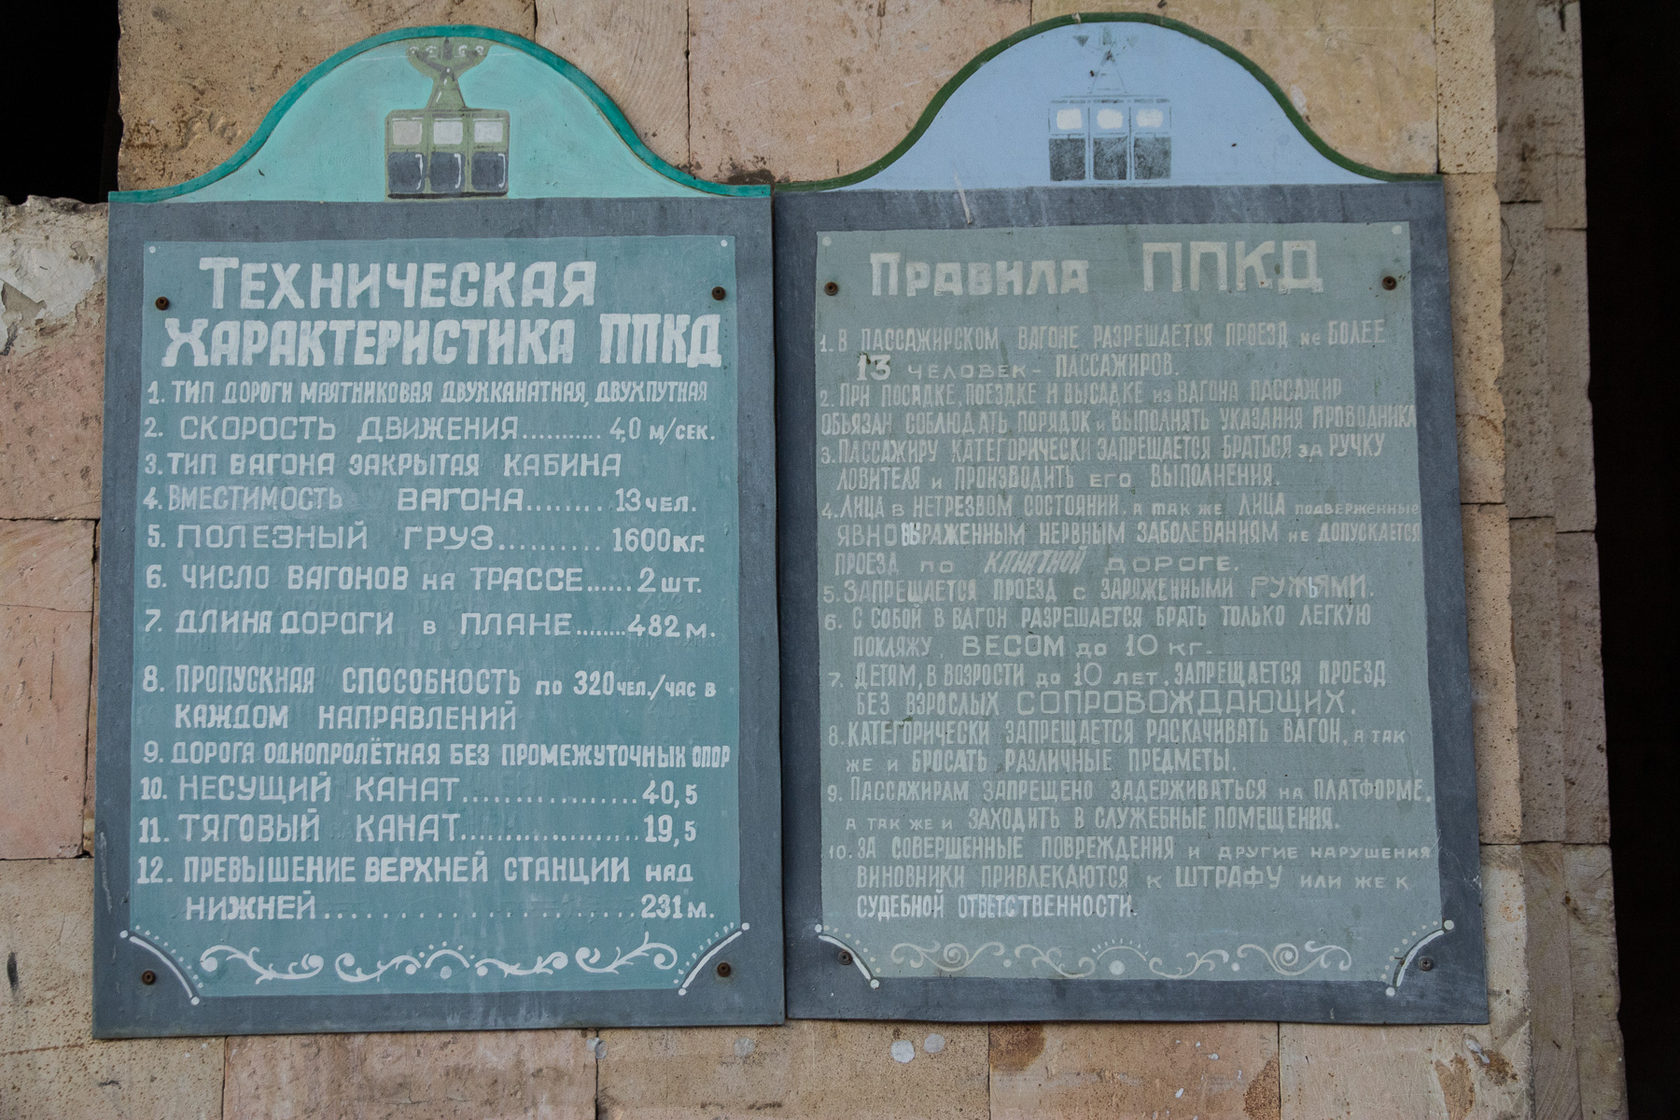 ТЕХНИЧЕСКАЯ
ХАРАКТЕРИСТИКА ППКД
1. ТИП ДОРОГИ МАЯТНИКОВАЯ ДВУХКАНАТНАЯ, ДВУХПУТНАЯ
2. СКОРОСТЬ ДВИЖЕНИЯ........... 4,0 М/СЕК.
3. ТИП ВАГОНА ЗАКРЫТАЯ КАБИНА
4. ВМЕСТИМОСТЬ ВАГОНА........ 13 ЧЕЛ.
5. ПОЛЕЗНЫЙ ГРУЗ.......... 1600 КГ.
6. ЧИСЛО ВАГОНОВ НА ТРАССЕ...... 2 ШТ.
7. ДЛИНА ДОРОГИ В ПЛАНЕ........ 482 М.
8. ПРОПУСКНАЯ СПОСОБНОСТЬ ПО 320 ЧЕЛ./ЧАС В
КАЖДОМ НАПРАВЛЕНИЙ
9. ДОРОГА ОДНОПРОЛЁТНАЯ БЕЗ ПРОМЕЖУТОЧНЫХ ОПОР
10. НЕСУЩИЙ КАНАТ.................. 40,5
11. ТЯГОВЫЙ КАНАТ.................. 19,5
12. ПРЕВЫШЕНИЕ ВЕРХНЕЙ СТАНЦИИ НАД
НИЖНЕЙ........................ 231 М.
ПРАВИЛА ППКД
1. В ПАССАЖИРСКОМ ВАГОНЕ РАЗРЕШАЕТСЯ ПРОЕЗД НЕ БОЛЕЕ
13 ЧЕЛОВЕК- ПАССАЖИРОВ.
2. ПРИ ПОСАДКЕ, ПОЕЗДКЕ И ВЫСАДКЕ ИЗ ВАГОНА ПАССАЖИР
ОБЬЯЗАН СОБЛЮДАТЬ ПОРЯДОК И ВЫПОЛНЯТЬ УКАЗАНИЯ ПРОВОДНИКА
3. ПАССАЖИРУ КАТЕГОРИЧЕСКИ ЗАПРЕЩАЕТСЯ БРАТЬСЯ ЗА РУЧКУ
ЛОВИТЕЛЯ И ПРОИЗВОДИТЬ ЕГО ВЫПОЛНЕНИЯ.
4. ЛИЦА В НЕТРЕЗВОМ СОСТОЯНИИ, А ТАК ЖЕ ЛИЦА ПОДВЕРЖЕННЫЕ
ЯВНО ВЫРАЖЕННЫМ НЕРВНЫМ ЗАБОЛЕВАНИЯМ НЕ ДОПУСКАЕТСЯ
ПРОЕЗД ПО КАНАТНОЙ ДОРОГЕ.
5. ЗАПРЕЩАЕТСЯ ПРОЕЗД С ЗАРЯЖЕННЫМИ РУЖЬЯМИ.
6. С СОБОЙ В ВАГОН РАЗРЕШАЕТСЯ БРАТЬ ТОЛЬКО ЛЕГКУЮ
ПОКЛЯЖУ, ВЕСОМ ДО 10 КГ.
7. ДЕТЯМ, В ВОЗРОСТИ ДО 10 ЛЕТ, ЗАПРЕЩАЕТСЯ ПРОЕЗД
БЕЗ ВЗРОСЛЫХ СОПРОВОЖДАЮЩИХ.
8. КАТЕГОРИЧЕСКИ ЗАПРЕЩАЕТСЯ РАСКАЧИВАТЬ ВАГОН, А ТАК
ЖЕ И БРОСАТЬ РАЗЛИЧНЫЕ ПРЕДМЕТЫ.
9. ПАССАЖИРАМ ЗАПРЕЩЕНО ЗАДЕРЖИВАТЬСЯ НА ПЛАТФОРМЕ,
А ТАК ЖЕ И ЗАХОДИТЬ В СЛУЖЕБНЫЕ ПОМЕЩЕНИЯ.
10. ЗА СОВЕРШЕННЫЕ ПОВРЕЖДЕНИЯ И ДРУГИЕ НАРУШЕНИЯ
ВИНОВНИКИ ПРИВЛЕКАЮТСЯ К ШТРАФУ ИЛИ ЖЕ К
СУДЕБНОЙ ОТВЕТСТВЕННОСТИ.